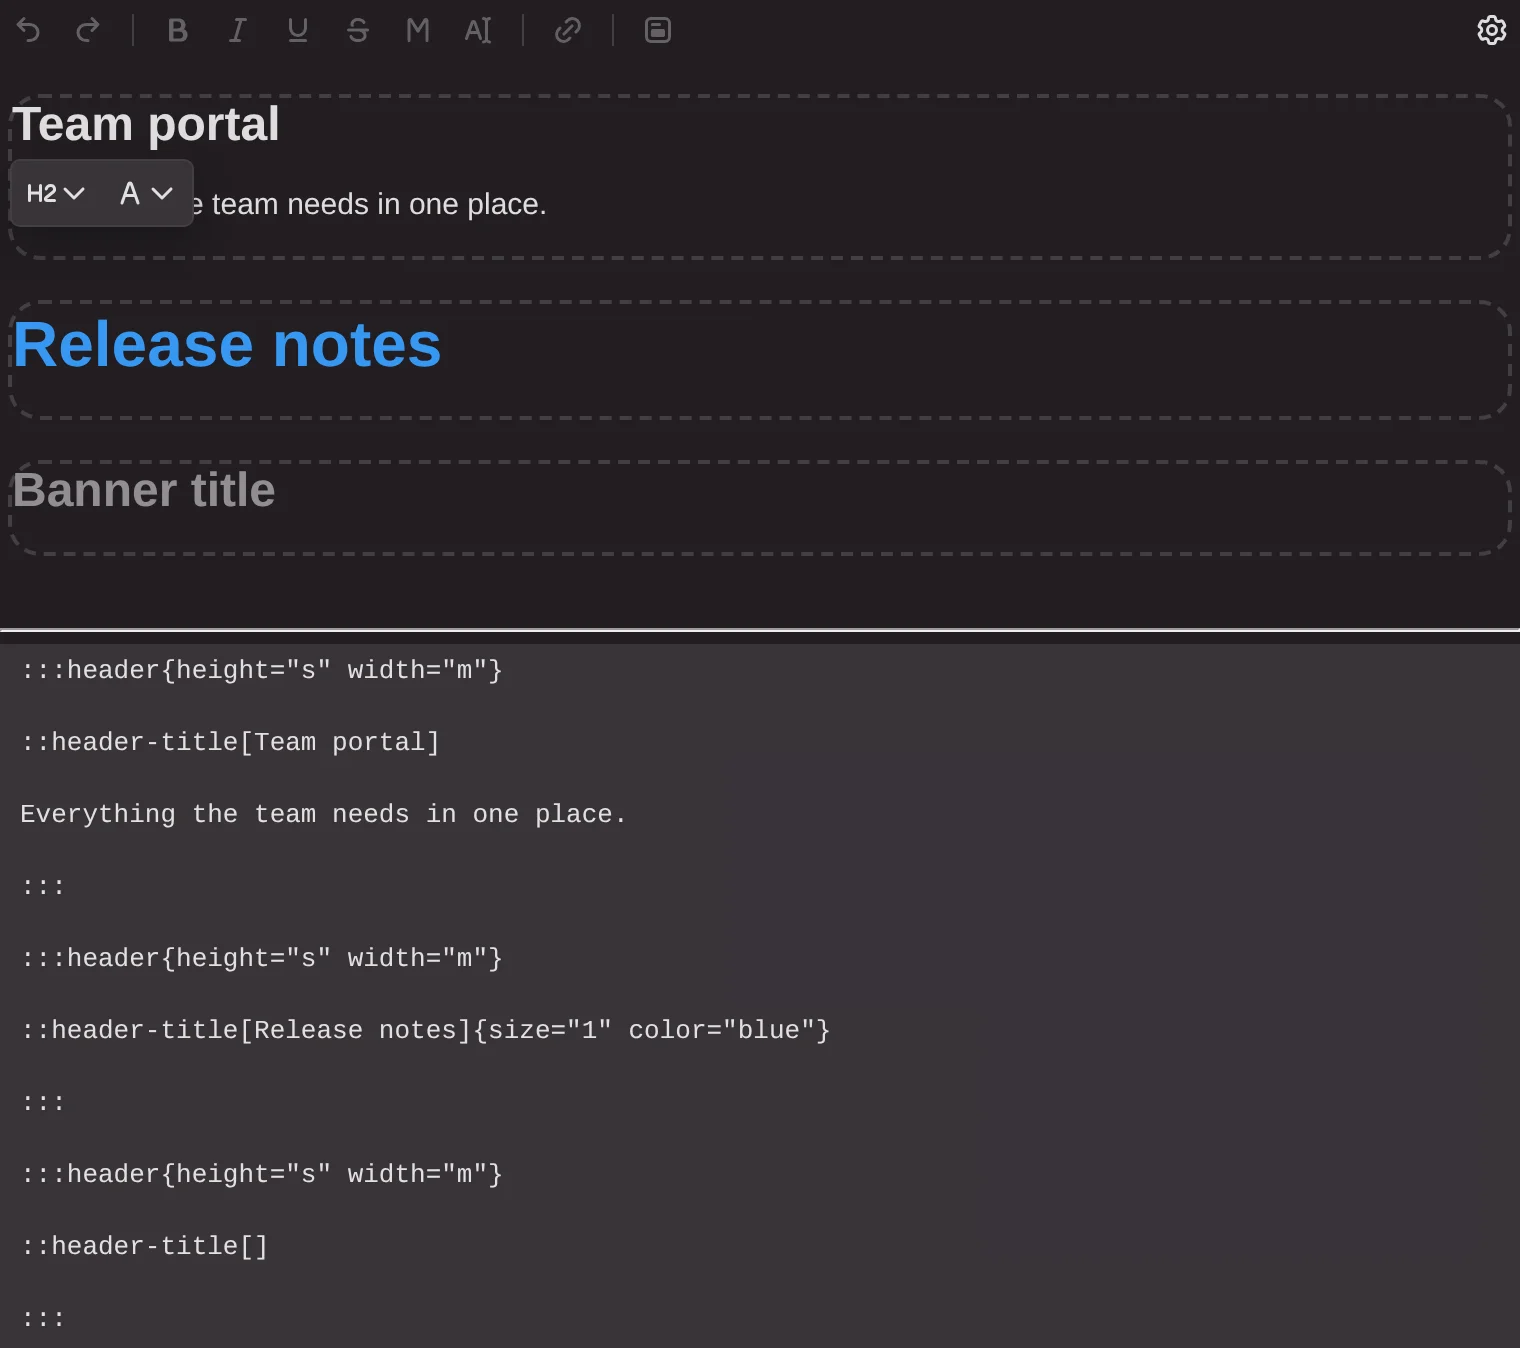 B I U S M A
Team portal
H2 A
e team needs in one place.
Release notes
Banner title
:::header{height="s" width="m"}
::header-title[Team portal]
Everything the team needs in one place.
:::
:::header{height="s" width="m"}
::header-title[Release notes]{size="1" color="blue"}
:::
:::header{height="s" width="m"}
::header-title[]
:::